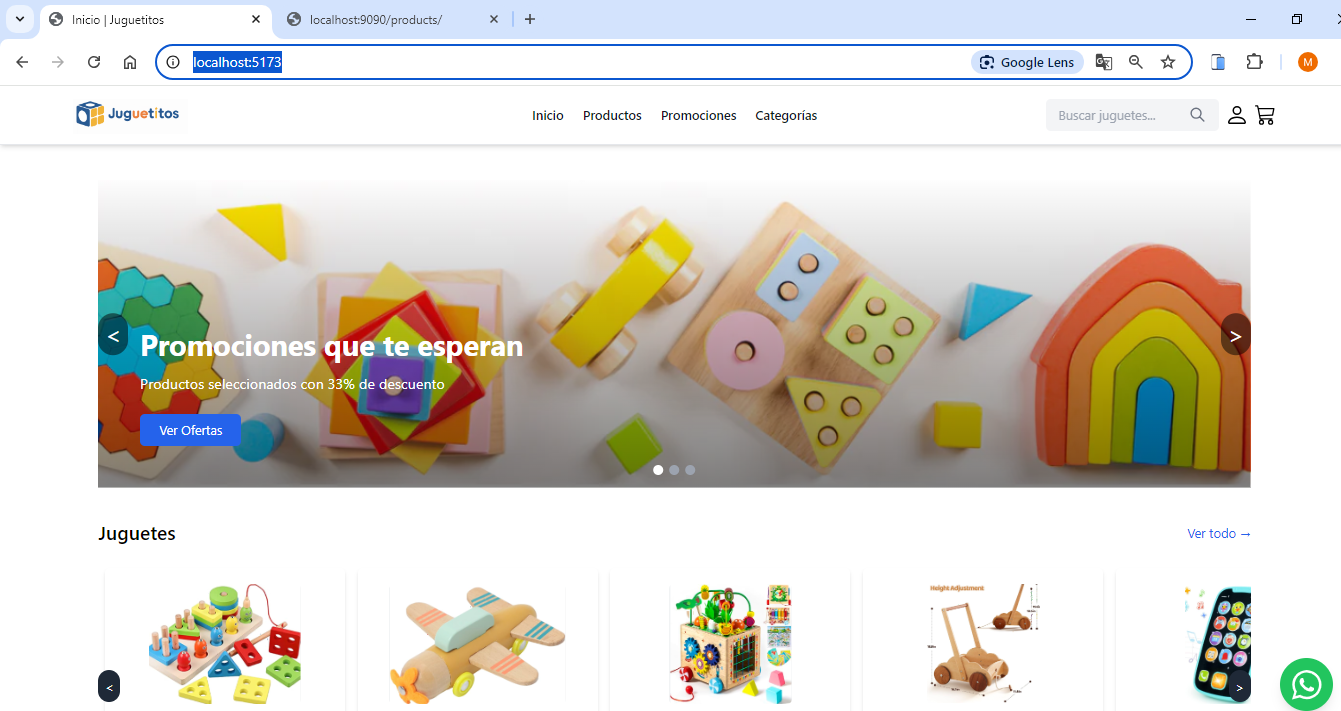 Inicio | Juguetitos
localhost:9090/products/
localhost:5173
Google Lens
M
Juguetitos
Inicio Productos Promociones Categorías
Buscar juguetes...
<
>
Promociones que te esperan
Productos seleccionados con 33% de descuento
Ver Ofertas
Juguetes
Ver todo →
Height Adjustment
<
>